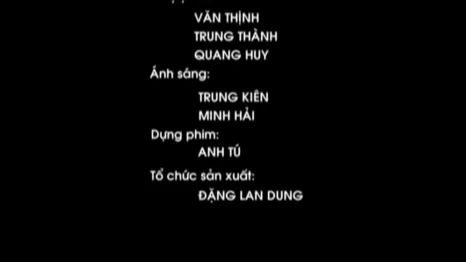 VĂN THỊNH
TRUNG THÀNH
QUANG HUY
Ánh sáng:
TRUNG KIÊN
MINH HẢI
Dựng phim:
ANH TÚ
Tổ chức sản xuất:
ĐẶNG LAN DUNG